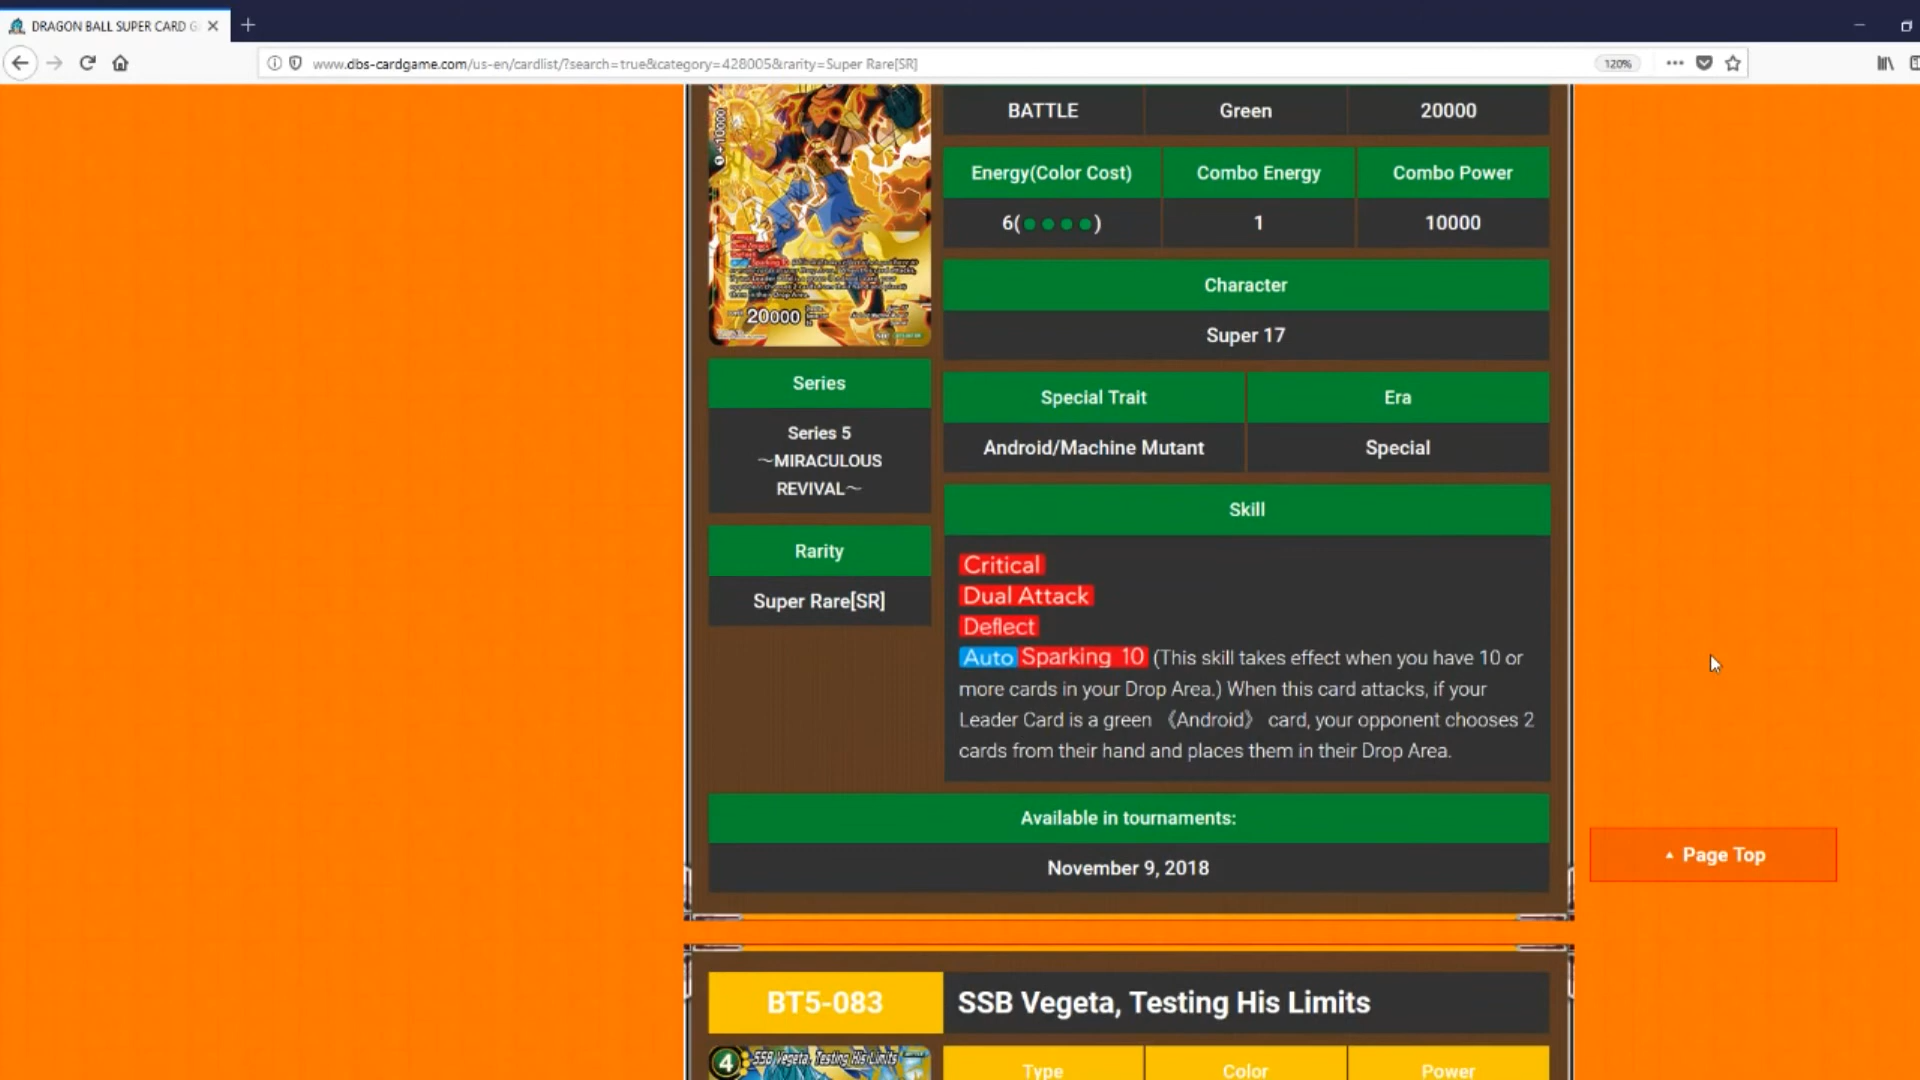 DRAGON BALL SUPER CARD G
www.dbs-cardgame.com/us-en/cardlist/?search=true&category=428005&rarity=Super Rare[SR]
120%
+10000
20000
BATTLE
Green
20000
Energy(Color Cost)
Combo Energy
Combo Power
6(●●●●)
1
10000
Character
Super 17
Series
Series 5
〜MIRACULOUS
REVIVAL〜
Special Trait
Era
Android/Machine Mutant
Special
Rarity
Super Rare[SR]
Skill
Critical
Dual Attack
Deflect
Auto Sparking 10 (This skill takes effect when you have 10 or
more cards in your Drop Area.) When this card attacks, if your
Leader Card is a green 《Android》 card, your opponent chooses 2
cards from their hand and places them in their Drop Area.
Available in tournaments:
November 9, 2018
Page Top
BT5-083
SSB Vegeta, Testing His Limits
4
SSB Vegeta, Testing His Limits
Type
Color
Power